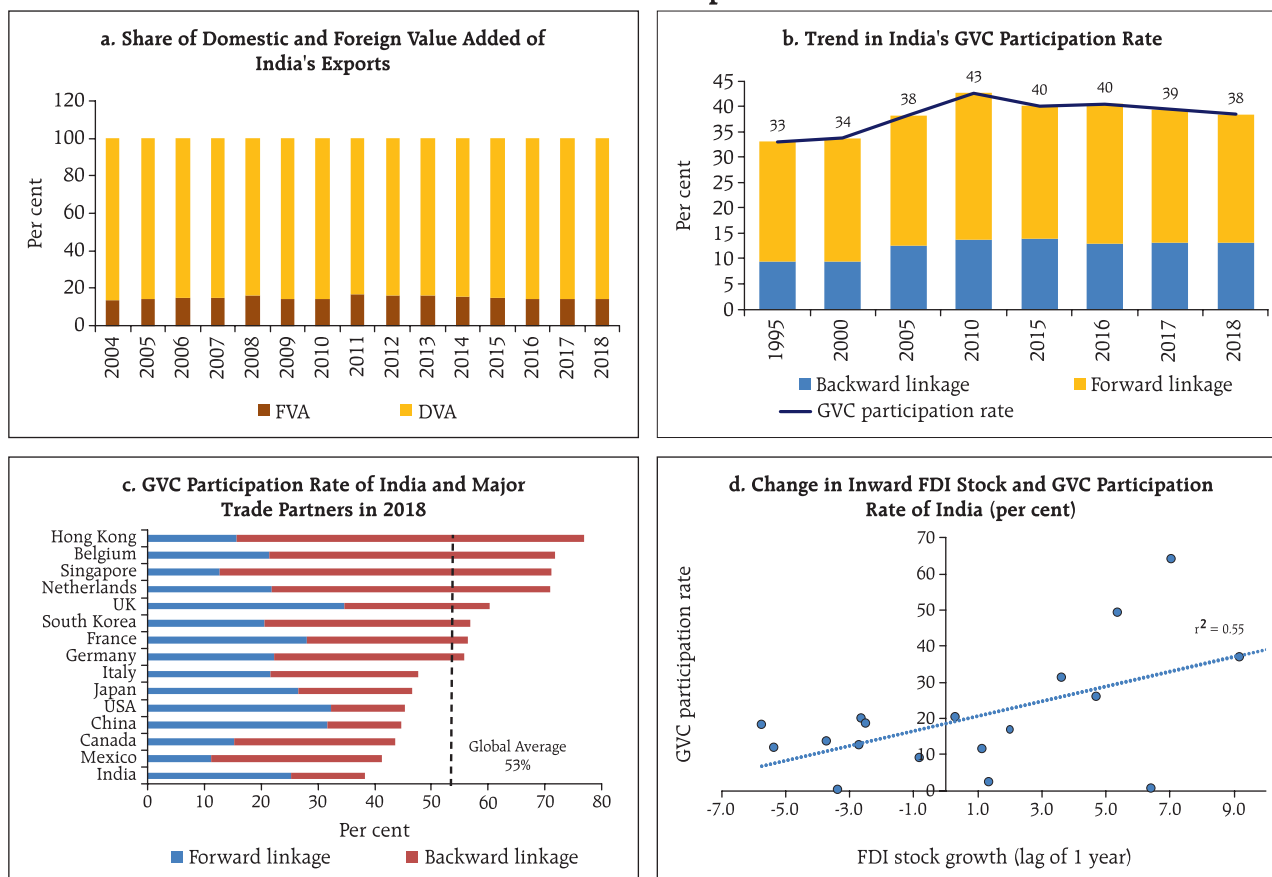 a. Share of Domestic and Foreign Value Added of
India's Exports
Per cent
120
100
80
60
40
20
0
2004 2005 2006 2007 2008 2009 2010 2011 2012 2013 2014 2015 2016 2017 2018
FVA DVA
b. Trend in India's GVC Participation Rate
Per cent
45
40
35
30
25
20
15
10
5
0
33 34 38 43 40 40 39 38
1995 2000 2005 2010 2015 2016 2017 2018
Backward linkage Forward linkage
GVC participation rate
c. GVC Participation Rate of India and Major
Trade Partners in 2018
Hong Kong
Belgium
Singapore
Netherlands
UK
South Korea
France
Germany
Italy
Japan
USA
China
Canada
Mexico
India
Global Average
53%
0 10 20 30 40 50 60 70 80
Per cent
Forward linkage Backward linkage
d. Change in Inward FDI Stock and GVC Participation
Rate of India (per cent)
GVC participation rate
70
60
50
40
30
20
10
0
r² = 0.55
-7.0 -5.0 -3.0 -1.0 1.0 3.0 5.0 7.0 9.0
FDI stock growth (lag of 1 year)